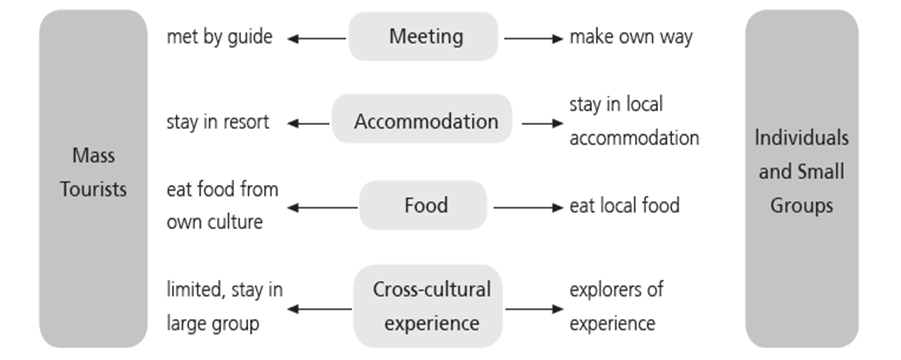 Mass
Tourists
met by guide
Meeting
make own way
stay in resort
Accommodation
stay in local
accommodation
eat food from
own culture
Food
eat local food
limited, stay in
large group
Cross-cultural
experience
explorers of
experience
Individuals
and Small
Groups